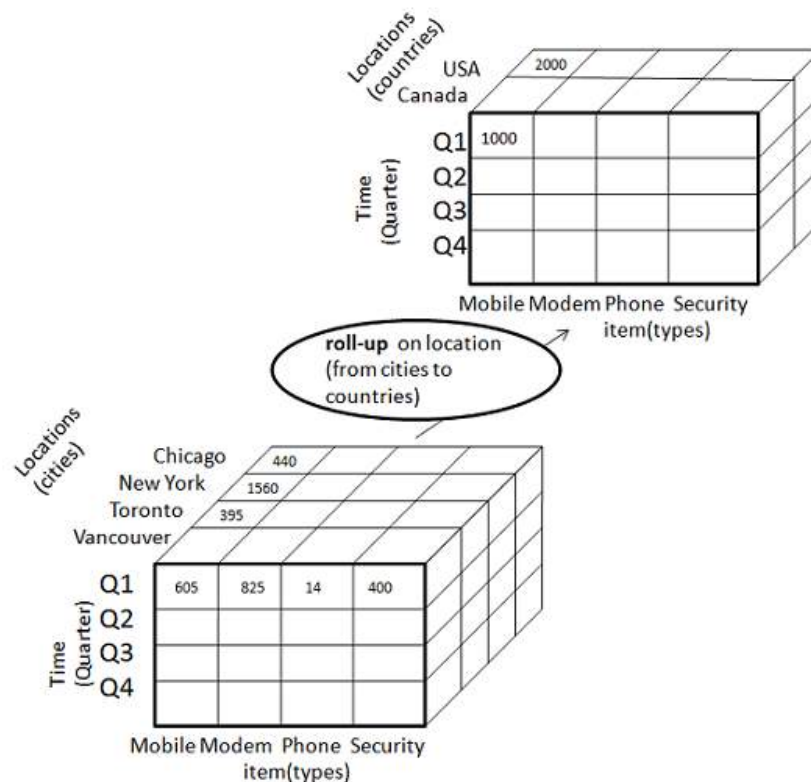 Locations
(countries)
USA
Canada
2000
Time
(Quarter)
Q1
Q2
Q3
Q4
1000
Mobile Modem Phone Security
item(types)
roll-up on location
(from cities to
countries)
Locations
(cities)
Chicago
New York
Toronto
Vancouver
440
1560
395
Time
(Quarter)
Q1
Q2
Q3
Q4
605 825 14 400
Mobile Modem Phone Security
item(types)